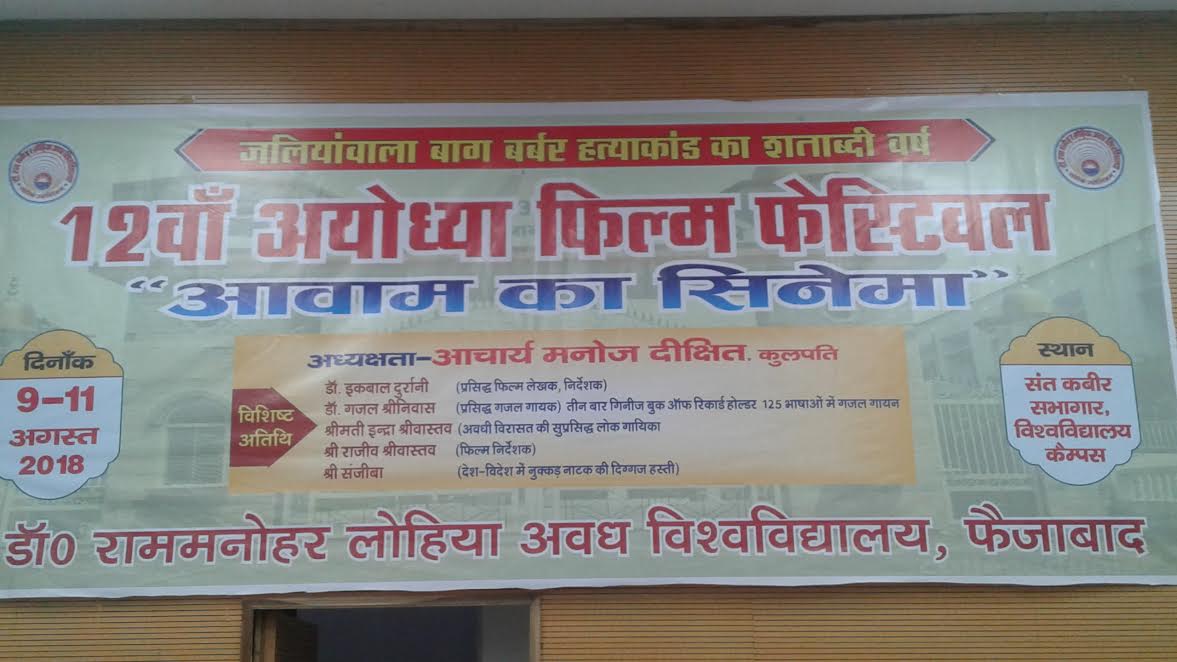 जलियांवाला बाग बर्बर हत्याकांड का शताब्दी वर्ष
12वाँ अयोध्या फिल्म फेस्टिवल
“आवाम का सिनेमा”
दिनाँक
9-11
अगस्त
2018
अध्यक्षता-आचार्य मनोज दीक्षित. कुलपति
विशिष्ट
अतिथि
डॉ. इकबाल दुर्रानी (प्रसिद्ध फिल्म लेखक, निर्देशक)
डॉ. गजल श्रीनिवास (प्रसिद्ध गजल गायक) तीन बार गिनीज बुक ऑफ रिकार्ड होल्डर 125 भाषाओं में गजल गायन
श्रीमती इन्द्रा श्रीवास्तव (अवधी विरासत की सुप्रसिद्ध लोक गायिका
श्री राजीव श्रीवास्तव (फिल्म निर्देशक)
श्री संजीबा (देश-विदेश में नुक्कड़ नाटक की दिग्गज हस्ती)
स्थान
संत कबीर
सभागार,
विश्वविद्यालय
कैम्पस
डॉ0 राममनोहर लोहिया अवध विश्वविद्यालय, फैजाबाद